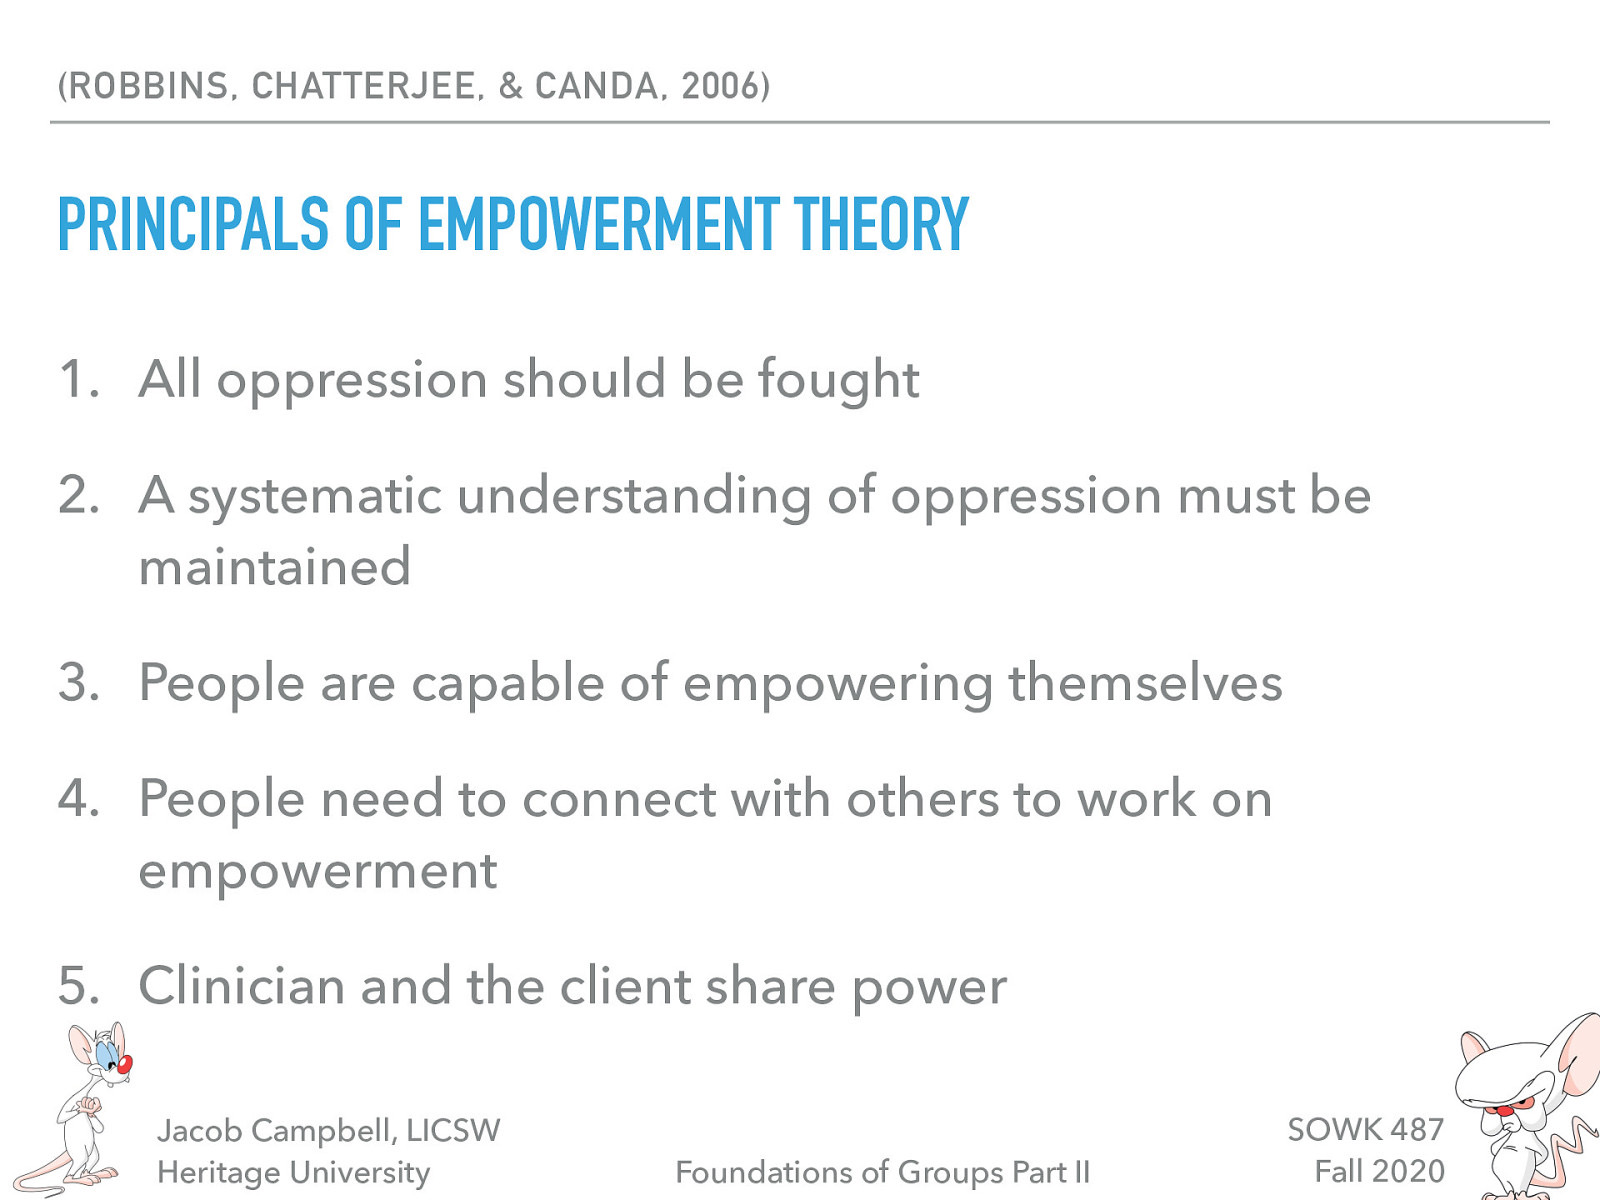 (ROBBINS, CHATTERJEE, & CANDA, 2006)
PRINCIPALS OF EMPOWERMENT THEORY
1. All oppression should be fought
2. A systematic understanding of oppression must be
maintained
3. People are capable of empowering themselves
4. People need to connect with others to work on
empowerment
5. Clinician and the client share power
Jacob Campbell, LICSW
Heritage University
Foundations of Groups Part II
SOWK 487
Fall 2020